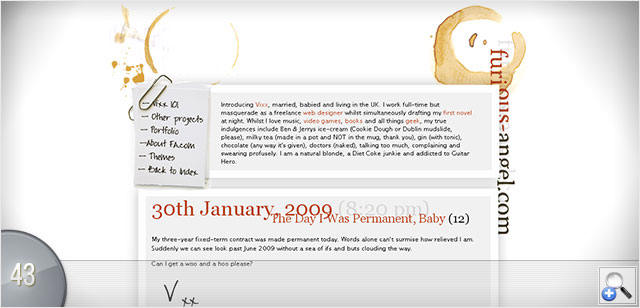 furious-angel.com
— Vixx 101
— Other projects
— Portfolio
—About FA.com
— Themes
— Back to Index
Introducing Vixx, married, babied and living in the UK. I work full-time but
masquerade as a freelance web designer whilst simultaneously drafting my first novel
at night. Whilst I love music, video games, books and all things geek, my true
indulgences include Ben & Jerrys ice-cream (Cookie Dough or Dublin mudslide,
please), milky tea (made in a pot and NOT in the mug, thank you), gin (with tonic),
chocolate (any way it's given), doctors (naked), talking too much, complaining and
swearing profusely. I am a natural blonde, a Diet Coke junkie and addicted to Guitar
Hero.
30th January, 2009 (8:20 pm)
The Day I Was Permanent, Baby (12)
My three-year fixed-term contract was made permanent today. Words alone can't surmise how relieved I am.
Suddenly we can see look past June 2009 without a sea of ifs and buts clouding the way.
Can I get a woo and a hoo please?
Vxx
43